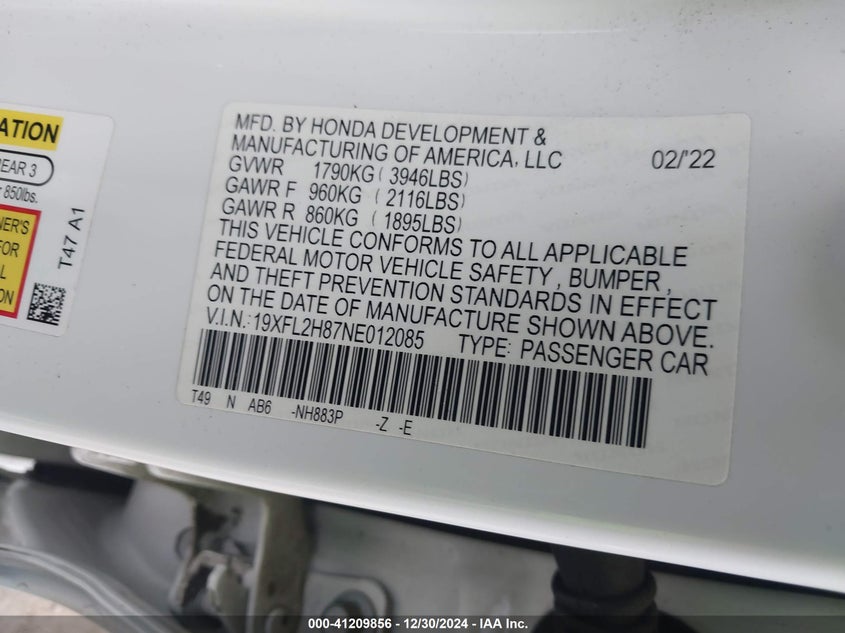 ATION
EAR 3
850lbs.
NER'S
FOR
L
ON
T47 A1
MFD. BY HONDA DEVELOPMENT &
MANUFACTURING OF AMERICA, LLC 02/'22
GVWR 1790KG ( 3946LBS)
GAWR F 960KG ( 2116LBS)
GAWR R 860KG ( 1895LBS)
THIS VEHICLE CONFORMS TO ALL APPLICABLE
FEDERAL MOTOR VEHICLE SAFETY, BUMPER,
AND THEFT PREVENTION STANDARDS IN EFFECT
ON THE DATE OF MANUFACTURE SHOWN ABOVE.
V.I.N.: 19XFL2H87NE012085 TYPE: PASSENGER CAR
T49 N AB6 -NH883P -Z -E
000-41209856 – 12/30/2024 – IAA Inc.